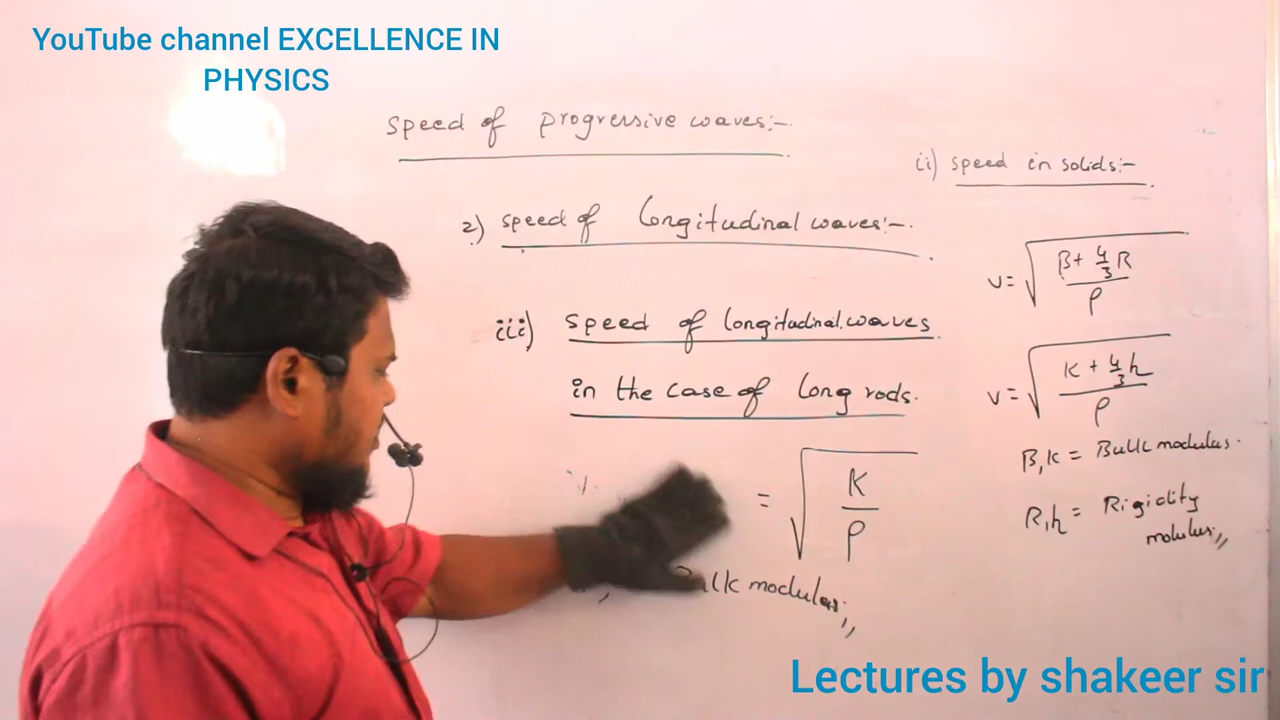 YouTube channel EXCELLENCE IN
PHYSICS
Speed of progressive waves:-
2) speed of Longitudinal waves:-
iii) speed of longitudinal waves
in the case of Long rods.
= √(K/ρ)
Bulk modulus,,
ii) speed in solids:-
v = √((B + 4/3 R)/ρ)
v = √((K + 4/3 η)/ρ)
B, K = Bulk modulus.
R, η = Rigidity
modulus,,
Lectures by shakeer sir